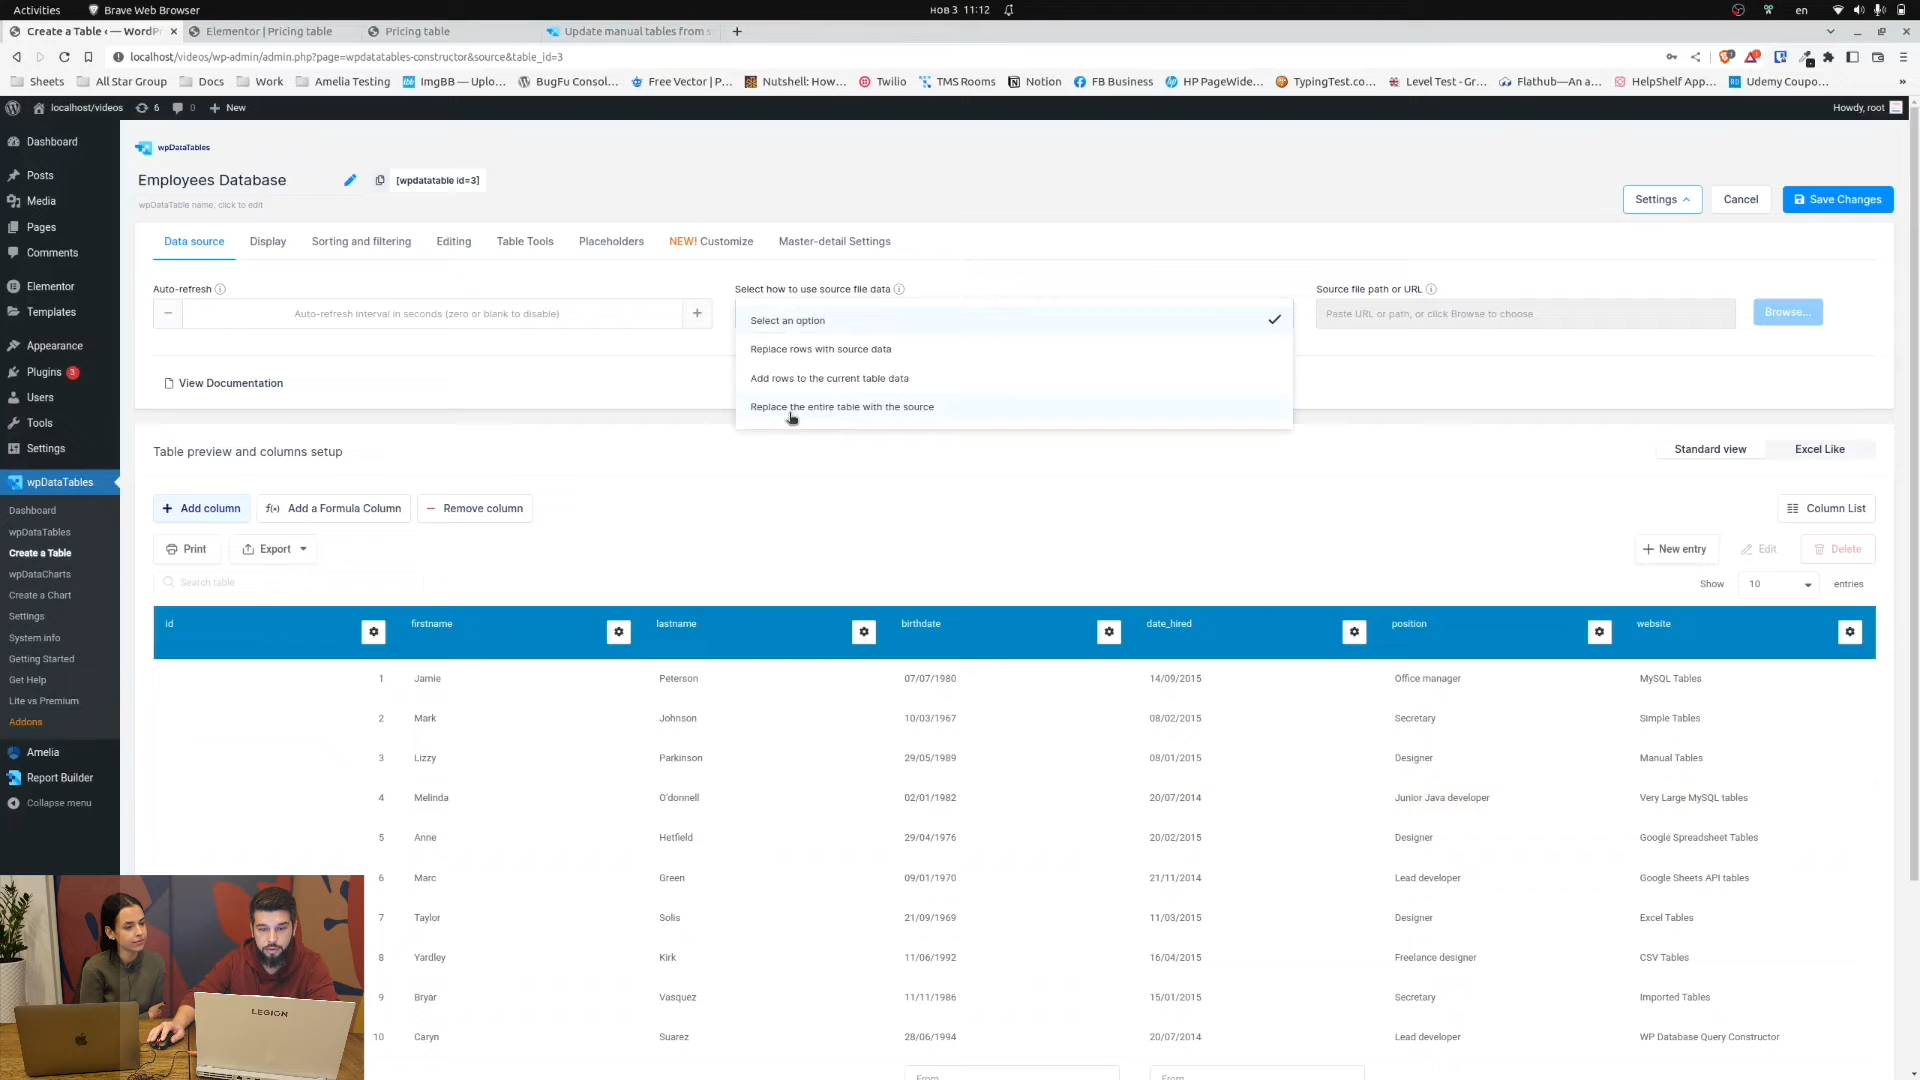 Activities
Brave Web Browser
нов 3 11:12
en
Create a Table ‹ — WordPr
Elementor | Pricing table
Pricing table
Update manual tables from s
localhost/videos/wp-admin/admin.php?page=wpdatatables-constructor&source&table_id=3
Sheets
All Star Group
Docs
Work
Amelia Testing
ImgBB — Uplo...
BugFu Consol...
Free Vector | P...
Nutshell: How...
Twilio
TMS Rooms
Notion
FB Business
HP PageWide...
TypingTest.co...
Level Test - Gr...
Flathub—An a...
HelpShelf App...
Udemy Coupo...
localhost/videos
6
0
New
Howdy, root
Dashboard
Posts
Media
Pages
Comments
Elementor
Templates
Appearance
Plugins 3
Users
Tools
Settings
wpDataTables
Dashboard
wpDataTables
Create a Table
wpDataCharts
Create a Chart
Settings
System info
Getting Started
Get Help
Lite vs Premium
Addons
Amelia
Report Builder
Collapse menu
wpDataTables
Employees Database
[wpdatatable id=3]
wpDataTable name, click to edit
Settings
Cancel
Save Changes
Data source
Display
Sorting and filtering
Editing
Table Tools
Placeholders
NEW! Customize
Master-detail Settings
Auto-refresh
Auto-refresh interval in seconds (zero or blank to disable)
Select how to use source file data
Select an option
Replace rows with source data
Add rows to the current table data
Replace the entire table with the source
Source file path or URL
Paste URL or path, or click Browse to choose
Browse...
View Documentation
Table preview and columns setup
Standard view
Excel Like
Add column
f(x) Add a Formula Column
Remove column
Column List
Print
Export
New entry
Edit
Delete
Search table
Show 10 entries
id firstname lastname birthdate date_hired position website
1 Jamie Peterson 07/07/1980 14/09/2015 Office manager MySQL Tables
2 Mark Johnson 10/03/1967 08/02/2015 Secretary Simple Tables
3 Lizzy Parkinson 29/05/1989 08/01/2015 Designer Manual Tables
4 Melinda O'donnell 02/01/1982 20/07/2014 Junior Java developer Very Large MySQL tables
5 Anne Hetfield 29/04/1976 20/02/2015 Designer Google Spreadsheet Tables
6 Marc Green 09/01/1970 21/11/2014 Lead developer Google Sheets API tables
7 Taylor Solis 21/09/1969 11/03/2015 Designer Excel Tables
8 Yardley Kirk 11/06/1992 16/04/2015 Freelance designer CSV Tables
9 Bryar Vasquez 11/11/1986 15/01/2015 Secretary Imported Tables
10 Caryn Suarez 28/06/1994 20/07/2014 Lead developer WP Database Query Constructor
From
From
LEGION